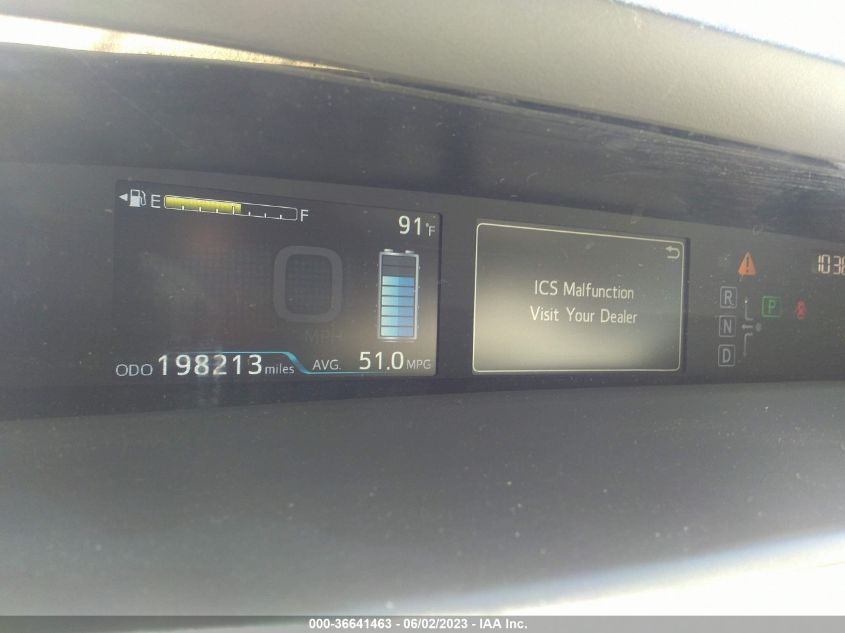 E F
91°F
0
MPH
ODO 198213 miles
AVG. 51.0 MPG
ICS Malfunction
Visit Your Dealer
R
N
D
P
000-36641463 - 06/02/2023 - IAA Inc.